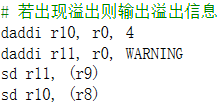 # 若出现溢出则输出溢出信息
daddi r10, r0, 4
daddi r11, r0, WARNING
sd r11, (r9)
sd r10, (r8)